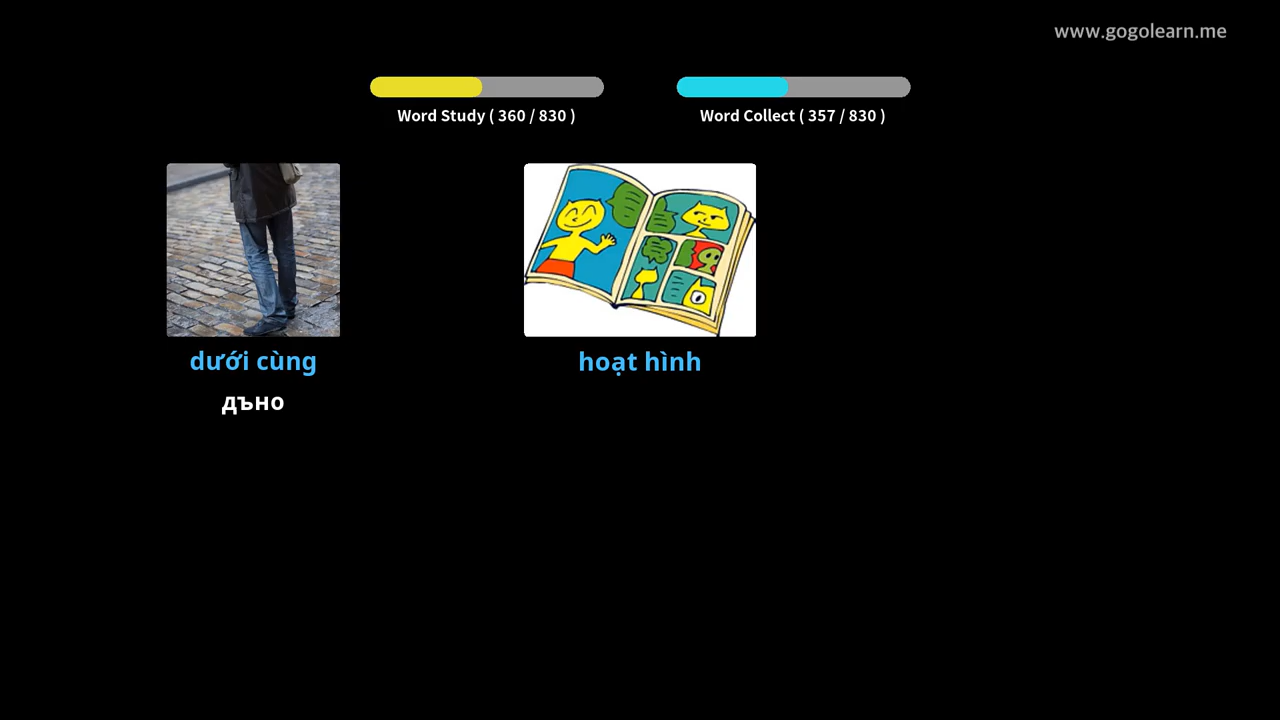 www.gogolearn.me
Word Study ( 360 / 830 )
Word Collect ( 357 / 830 )
dưới cùng
hoạt hình
дъно